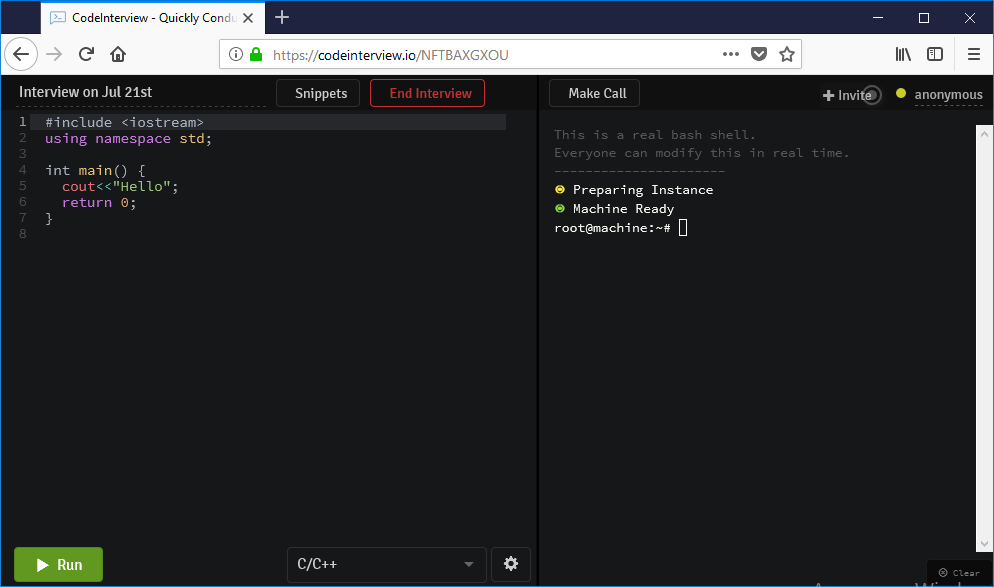 CodeInterview - Quickly Condu
https://codeinterview.io/NFTBAXGXOU
Interview on Jul 21st
Snippets
End Interview
Make Call
Invite
anonymous
1 #include <iostream>
2 using namespace std;
3
4 int main() {
5 cout<<"Hello";
6 return 0;
7 }
8
This is a real bash shell.
Everyone can modify this in real time.
----------------------
Preparing Instance
Machine Ready
root@machine:~#
Run
C/C++
Clear